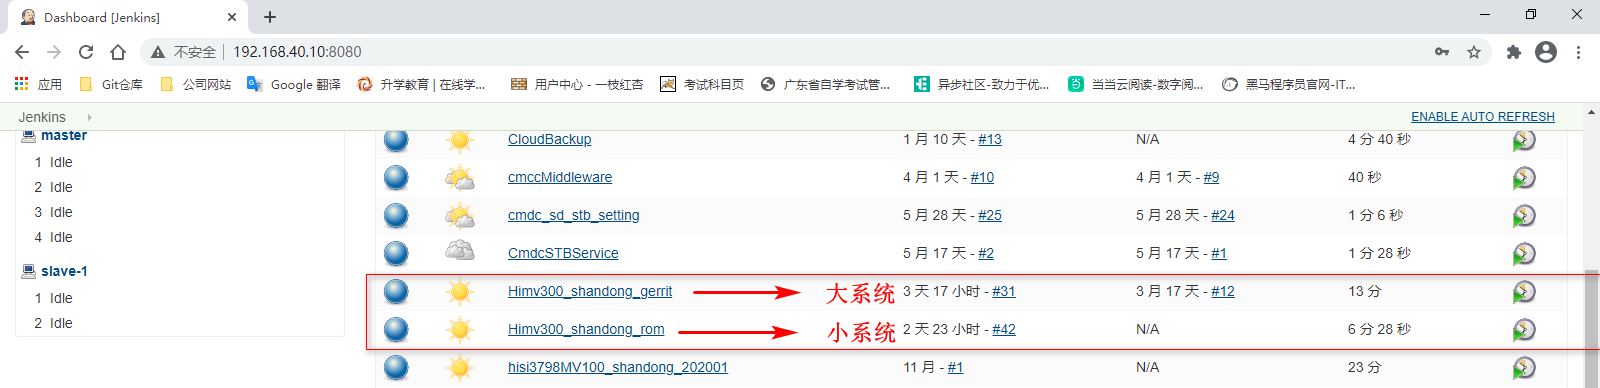 Dashboard [Jenkins]
不安全 192.168.40.10:8080
应用 Git仓库 公司网站 Google 翻译 升学教育 | 在线学... 用户中心 - 一枝红杏 考试科目页 广东省自学考试管... 异步社区-致力于优... 当当云阅读-数字阅... 黑马程序员官网-IT...
Jenkins ENABLE AUTO REFRESH
master
1 Idle
2 Idle
3 Idle
4 Idle
slave-1
1 Idle
2 Idle
CloudBackup 1 月 10 天 - #13 N/A 4 分 40 秒
cmccMiddleware 4 月 1 天 - #10 4 月 1 天 - #9 40 秒
cmdc_sd_stb_setting 5 月 28 天 - #25 5 月 28 天 - #24 1 分 6 秒
CmdcSTBService 5 月 17 天 - #2 5 月 17 天 - #1 1 分 28 秒
Himv300_shandong_gerrit 大系统 3 天 17 小时 - #31 3 月 17 天 - #12 13 分
Himv300_shandong_rom 小系统 2 天 23 小时 - #42 N/A 6 分 28 秒
hisi3798MV100_shandong_202001 11 月 - #1 N/A 23 分